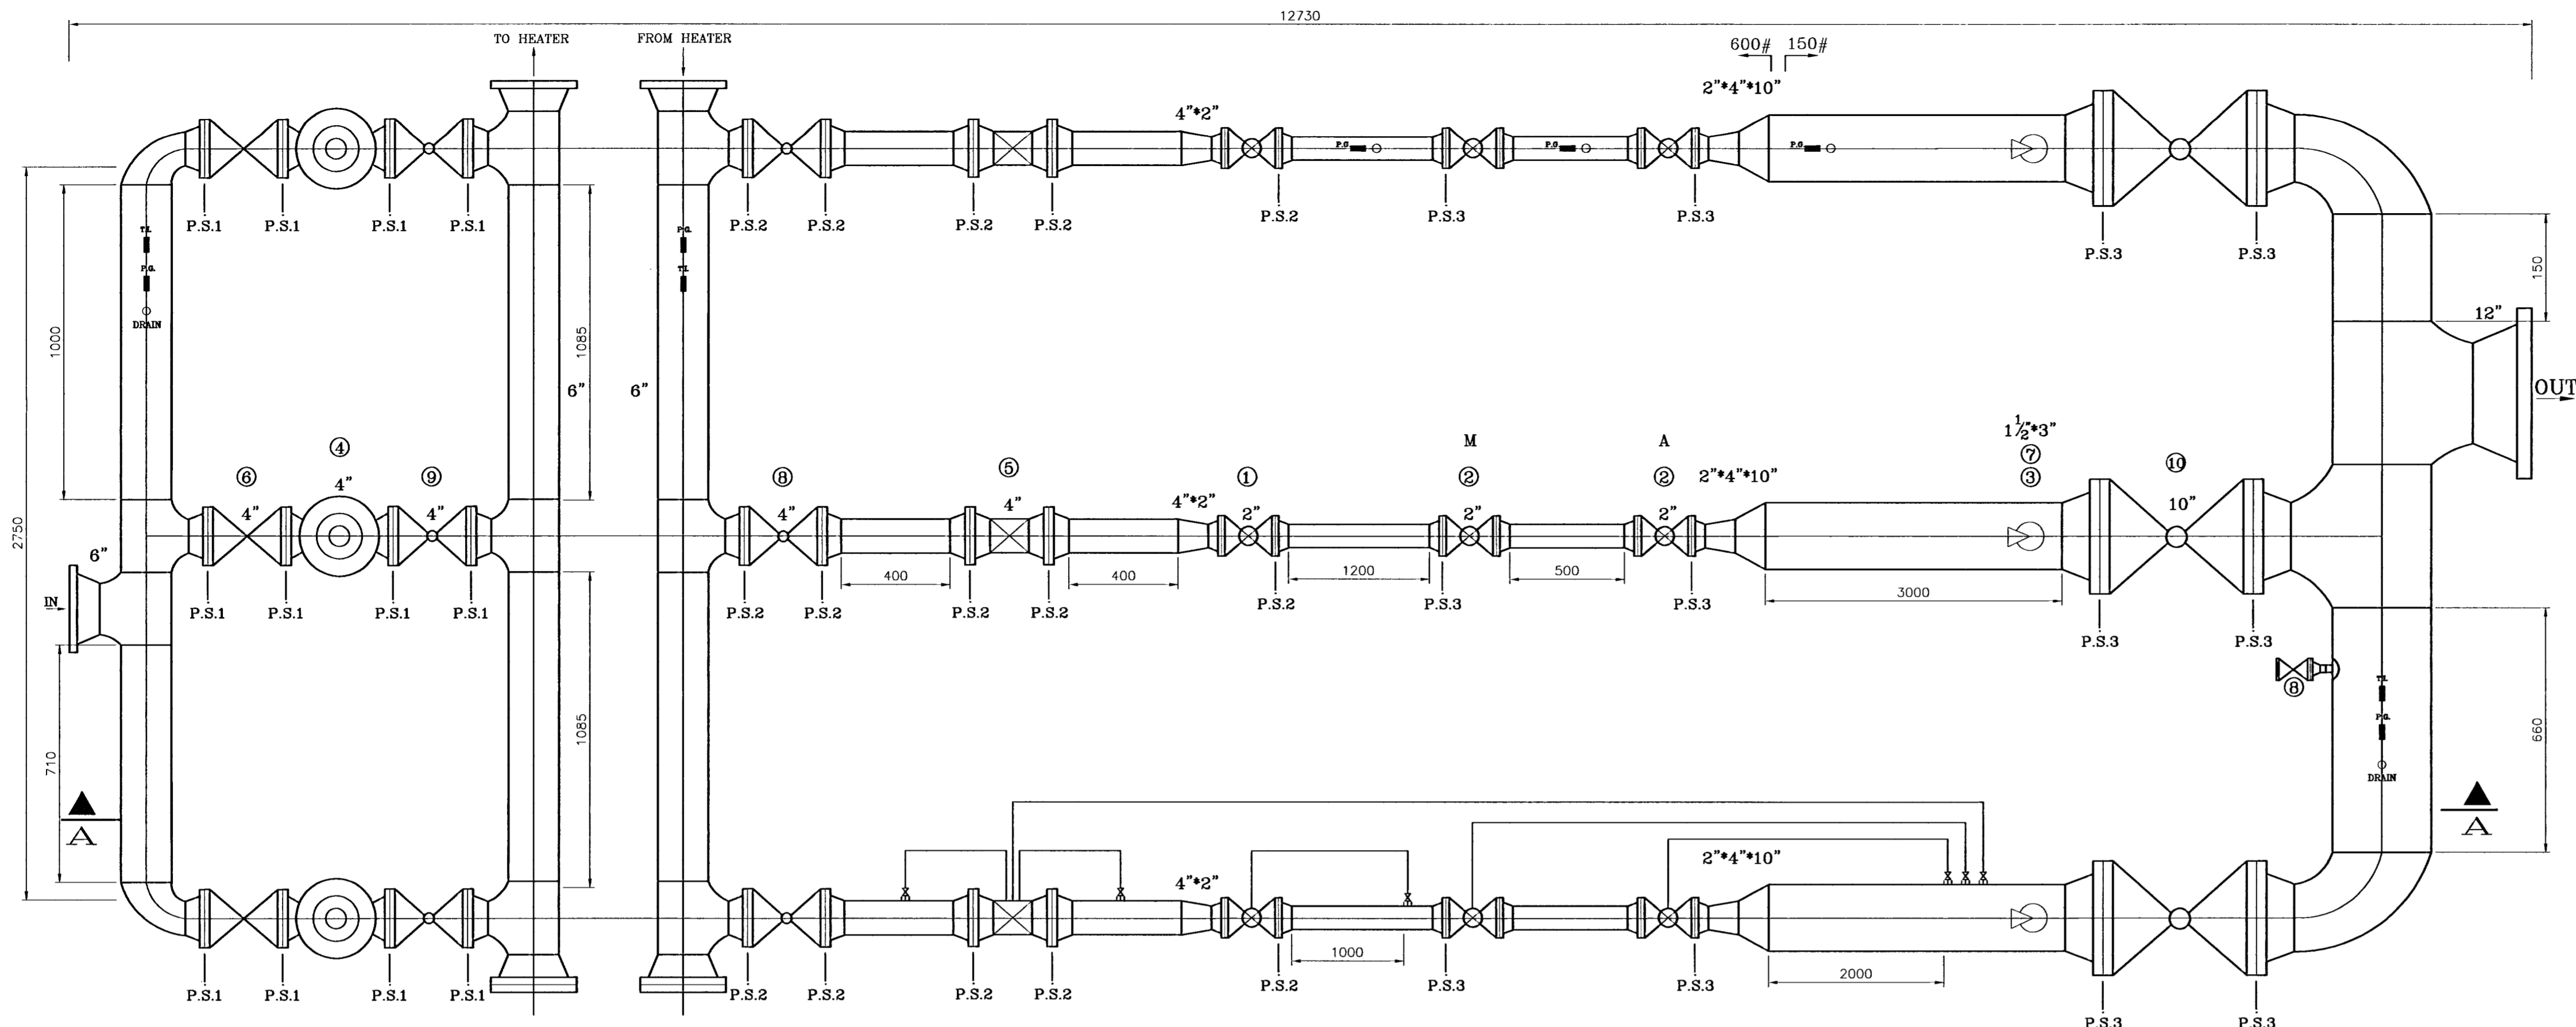 12730
TO HEATER
FROM HEATER
600# 150#
2"*4"*10"
4"*2"
P.G. P.G. P.G.
P.S.1 P.S.1 P.S.1 P.S.1 P.S.2 P.S.2 P.S.2 P.S.2 P.S.2 P.S.3 P.S.3 P.S.3 P.S.3
T.I. P.G.
P.G. T.I.
DRAIN
1000
1085
150
12"
6" 6"
OUT
1½"*3"
④ M A ⑦
⑥ ⑨ ⑧ ⑤ ① ② ② 2"*4"*10" ③ ⑩
4" 4" 4" 4" 4" 4"*2" 2" 2" 2" 10"
2750
6"
IN
400 400 1200 500 3000
P.S.1 P.S.1 P.S.1 P.S.1 P.S.2 P.S.2 P.S.2 P.S.2 P.S.2 P.S.3 P.S.3 P.S.3 P.S.3
⑧
T.I.
P.G.
710
1085
660
DRAIN
A A
2"*4"*10"
4"*2"
1000 2000
P.S.1 P.S.1 P.S.1 P.S.1 P.S.2 P.S.2 P.S.2 P.S.2 P.S.2 P.S.3 P.S.3 P.S.3 P.S.3